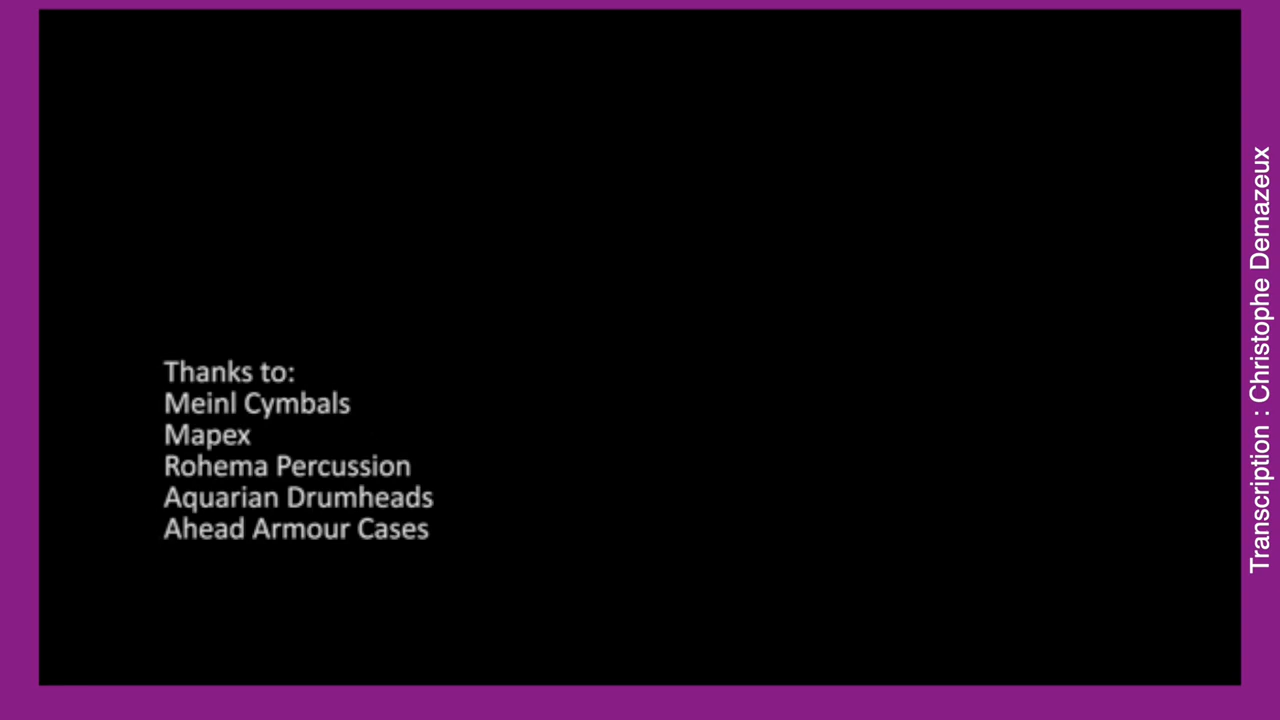 Thanks to:
Meinl Cymbals
Mapex
Rohema Percussion
Aquarian Drumheads
Ahead Armour Cases
Transcription : Christophe Demazeux